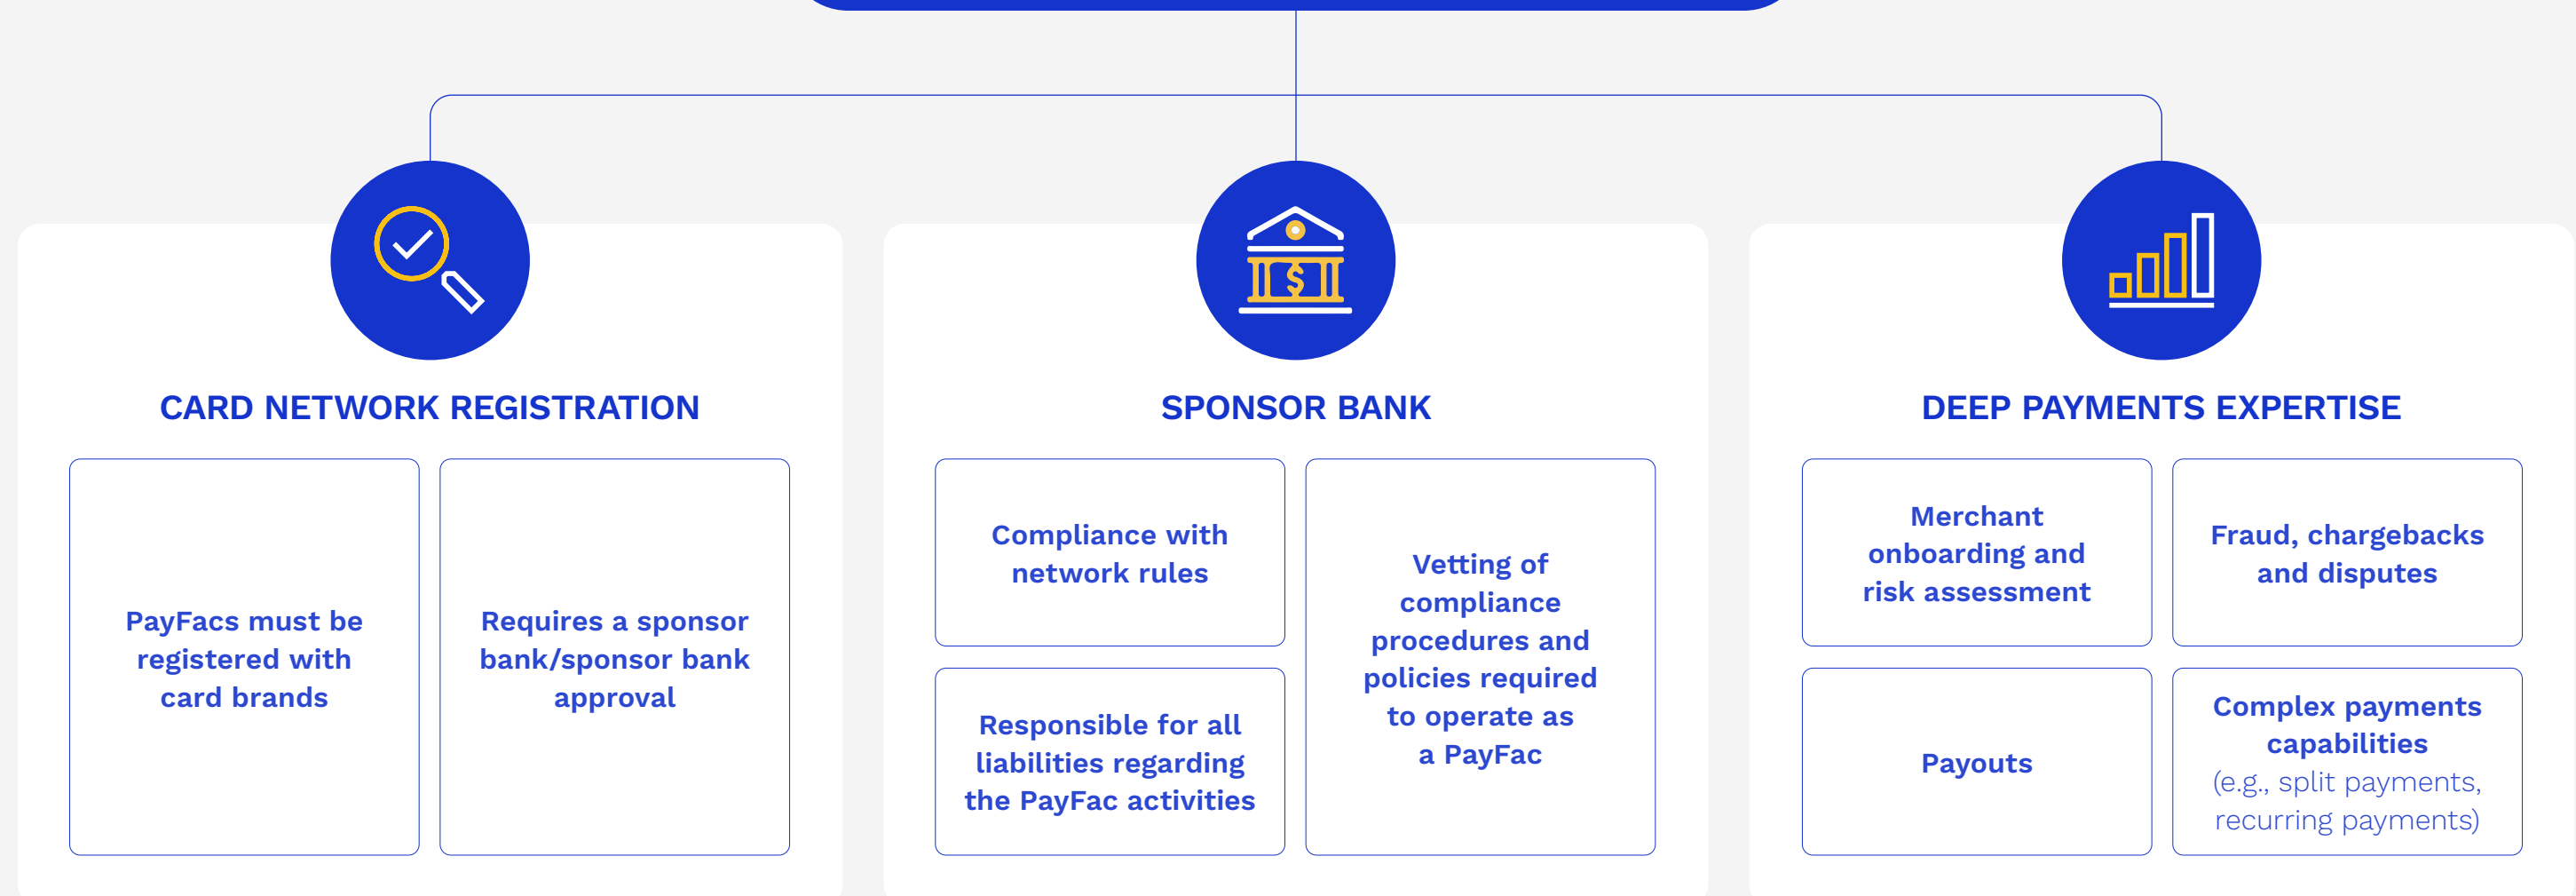 CARD NETWORK REGISTRATION
PayFacs must be
registered with
card brands
Requires a sponsor
bank/sponsor bank
approval
SPONSOR BANK
Compliance with
network rules
Responsible for all
liabilities regarding
the PayFac activities
Vetting of
compliance
procedures and
policies required
to operate as
a PayFac
DEEP PAYMENTS EXPERTISE
Merchant
onboarding and
risk assessment
Fraud, chargebacks
and disputes
Payouts
Complex payments
capabilities
(e.g., split payments,
recurring payments)